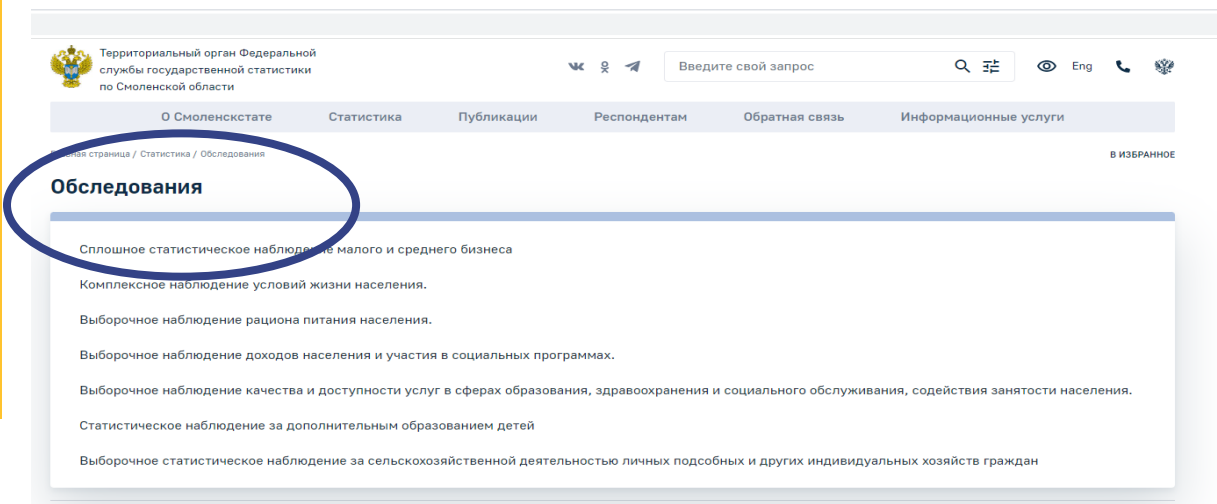 Территориальный орган Федеральной
службы государственной статистики
по Смоленской области
Введите свой запрос
Eng
О Смоленскстате Статистика Публикации Респондентам Обратная связь Информационные услуги
страница / Статистика / Обследования
В ИЗБРАННОЕ
Обследования
Сплошное статистическое наблюдение малого и среднего бизнеса
Комплексное наблюдение условий жизни населения.
Выборочное наблюдение рациона питания населения.
Выборочное наблюдение доходов населения и участия в социальных программах.
Выборочное наблюдение качества и доступности услуг в сферах образования, здравоохранения и социального обслуживания, содействия занятости населения.
Статистическое наблюдение за дополнительным образованием детей
Выборочное статистическое наблюдение за сельскохозяйственной деятельностью личных подсобных и других индивидуальных хозяйств граждан